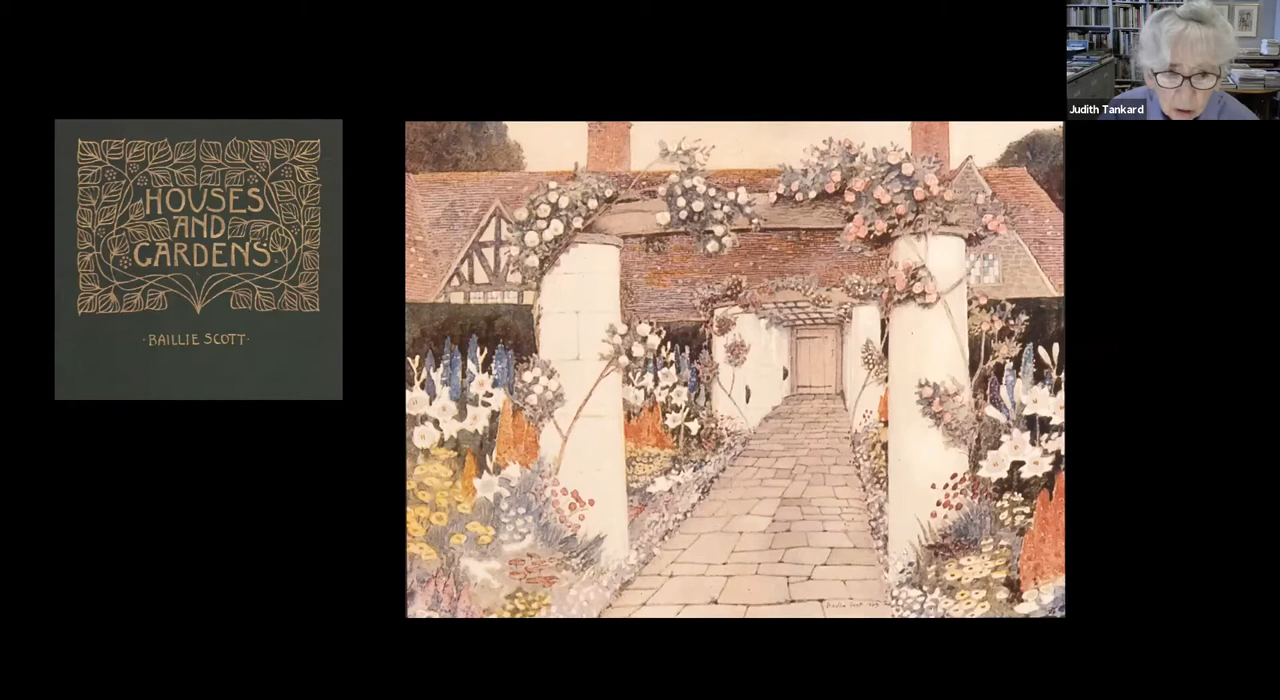 HOUSES
AND
GARDENS
·BAILLIE SCOTT·
Judith Tankard